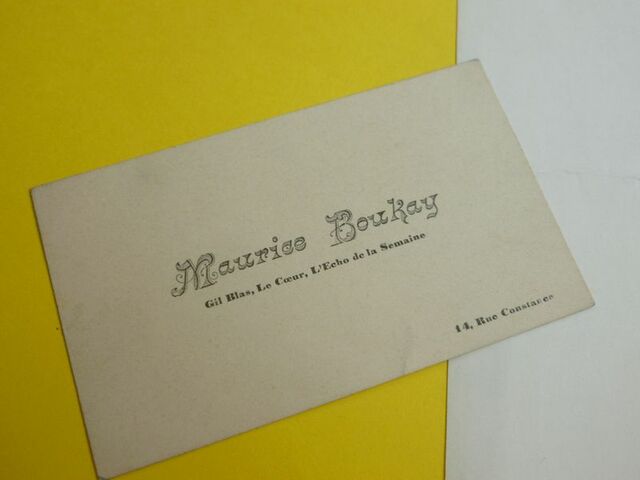 Maurice Boukay
Gil Blas, Le Cœur, L'Echo de la Semaine
14, Rue Constance